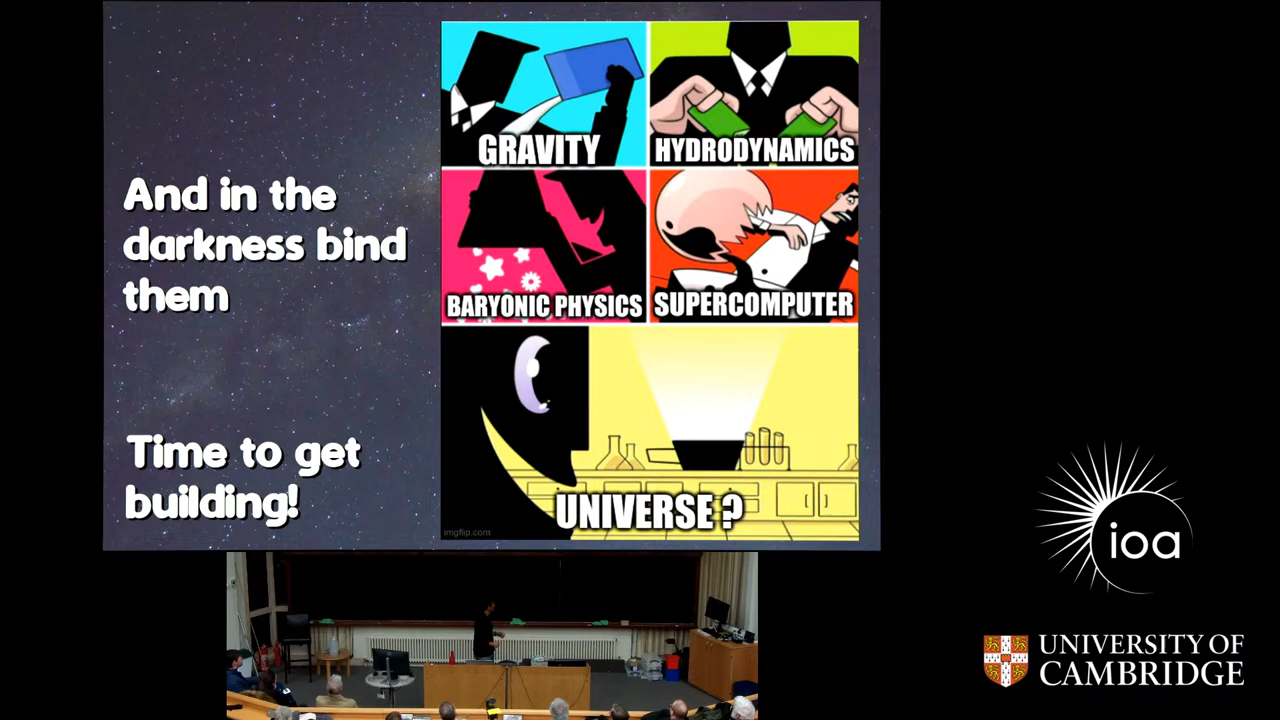 And in the
darkness bind
them
Time to get
building!
GRAVITY
HYDRODYNAMICS
BARYONIC PHYSICS
SUPERCOMPUTER
UNIVERSE ?
imgflip.com
ioa
UNIVERSITY OF
CAMBRIDGE